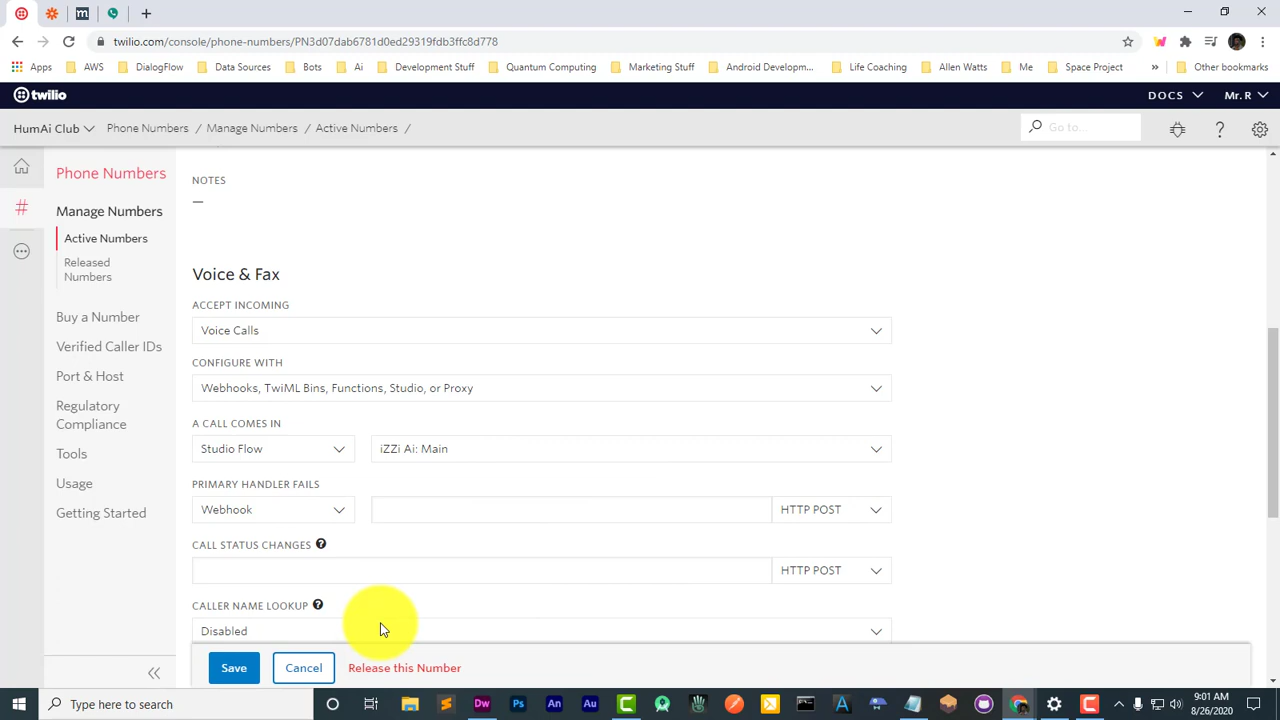 twilio.com/console/phone-numbers/PN3d07dab6781d0ed29319fdb3ffc8d778
Apps AWS DialogFlow Data Sources Bots Ai Development Stuff Quantum Computing Marketing Stuff Android Developm... Life Coaching Allen Watts Me Space Project » Other bookmarks
twilio DOCS Mr. R
HumAi Club Phone Numbers / Manage Numbers / Active Numbers / Go to...
Phone Numbers
Manage Numbers
Active Numbers
Released
Numbers
Buy a Number
Verified Caller IDs
Port & Host
Regulatory
Compliance
Tools
Usage
Getting Started
NOTES
—
Voice & Fax
ACCEPT INCOMING
Voice Calls
CONFIGURE WITH
Webhooks, TwiML Bins, Functions, Studio, or Proxy
A CALL COMES IN
Studio Flow iZZi Ai: Main
PRIMARY HANDLER FAILS
Webhook HTTP POST
CALL STATUS CHANGES
HTTP POST
CALLER NAME LOOKUP
Disabled
Save Cancel Release this Number
Type here to search Dw Ps An Au 9:01 AM
8/26/2020